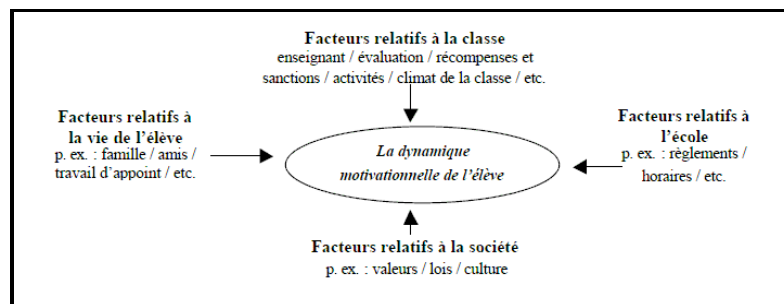 Facteurs relatifs à la classe
enseignant / évaluation / récompenses et
sanctions / activités / climat de la classe / etc.
Facteurs relatifs à
la vie de l'élève
p. ex. : famille / amis /
travail d'appoint / etc.
La dynamique
motivationnelle de l'élève
Facteurs relatifs à
l'école
p. ex. : règlements /
horaires / etc.
Facteurs relatifs à la société
p. ex. : valeurs / lois / culture